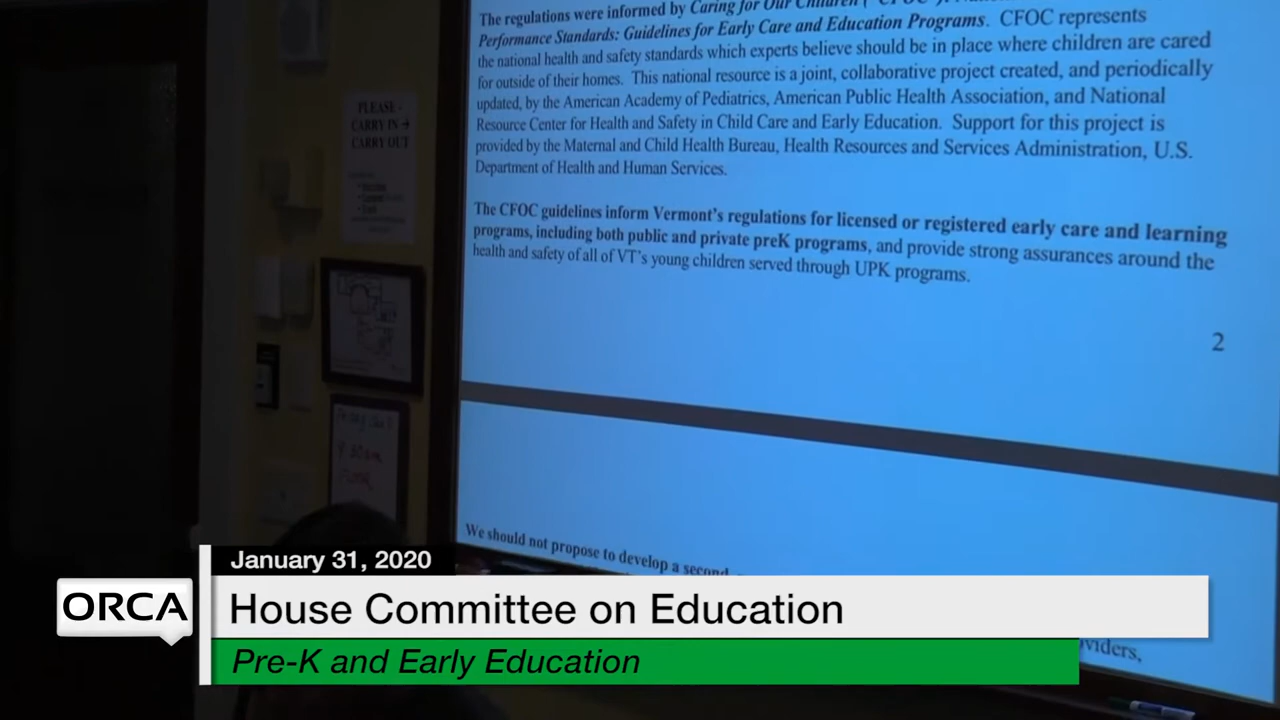 The regulations were informed by Caring for Our Children
Performance Standards: Guidelines for Early Care and Education Programs. CFOC represents
the national health and safety standards which experts believe should be in place where children are cared
for outside of their homes. This national resource is a joint, collaborative project created, and periodically
updated, by the American Academy of Pediatrics, American Public Health Association, and National
Resource Center for Health and Safety in Child Care and Early Education. Support for this project is
provided by the Maternal and Child Health Bureau, Health Resources and Services Administration, U.S.
Department of Health and Human Services.
The CFOC guidelines inform Vermont's regulations for licensed or registered early care and learning
programs, including both public and private preK programs, and provide strong assurances around the
health and safety of all of VT's young children served through UPK programs.
2
We should not propose to develop a second
viders,
PLEASE -
CARRY IN →
CARRY OUT
January 31, 2020
ORCA
House Committee on Education
Pre-K and Early Education